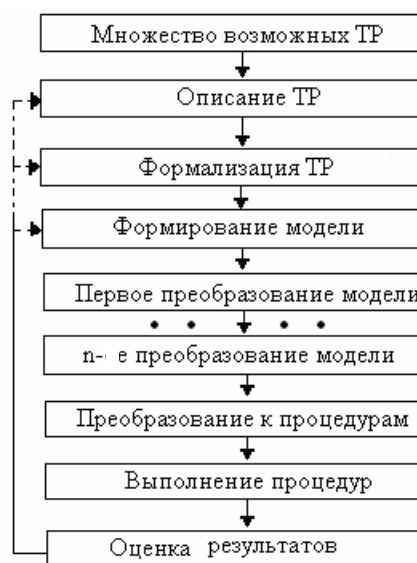 Множество возможных ТР
Описание ТР
Формализация ТР
Формирование модели
Первое преобразование модели
n-е преобразование модели
Преобразование к процедурам
Выполнение процедур
Оценка результатов